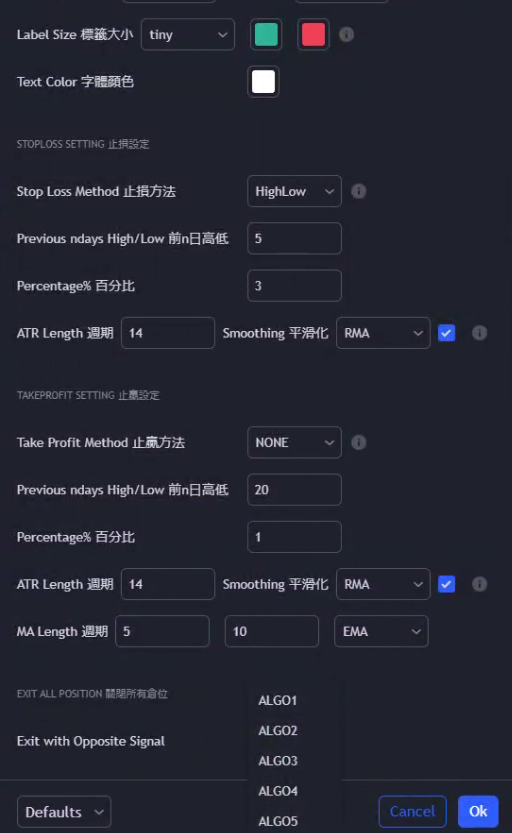 Label Size 標籤大小 tiny
Text Color 字體顏色
STOPLOSS SETTING 止損設定
Stop Loss Method 止損方法 HighLow
Previous ndays High/Low 前n日高低 5
Percentage% 百分比 3
ATR Length 週期 14 Smoothing 平滑化 RMA
TAKEPROFIT SETTING 止贏設定
Take Profit Method 止贏方法 NONE
Previous ndays High/Low 前n日高低 20
Percentage% 百分比 1
ATR Length 週期 14 Smoothing 平滑化 RMA
MA Length 週期 5 10 EMA
EXIT ALL POSITION 關閉所有倉位
ALGO1
ALGO2
Exit with Opposite Signal
ALGO3
ALGO4
ALGO5
Defaults Cancel Ok